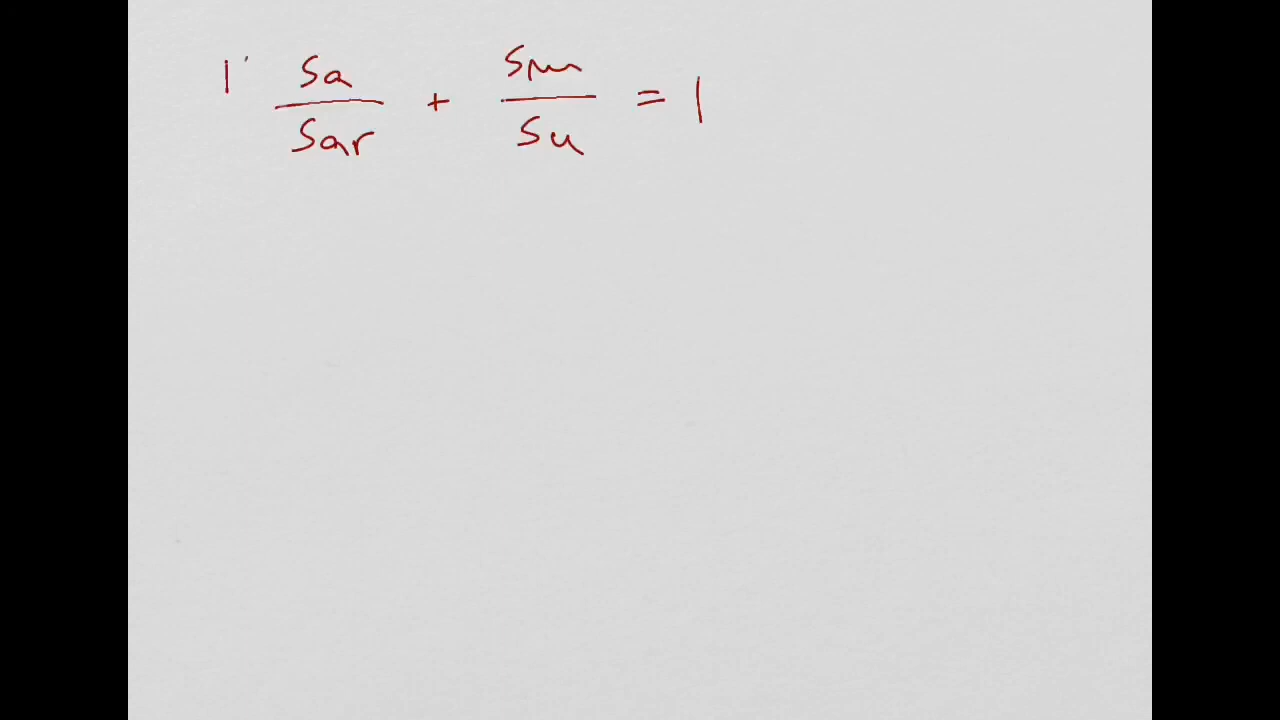 1' Sa/Sar + Sm/Su = 1